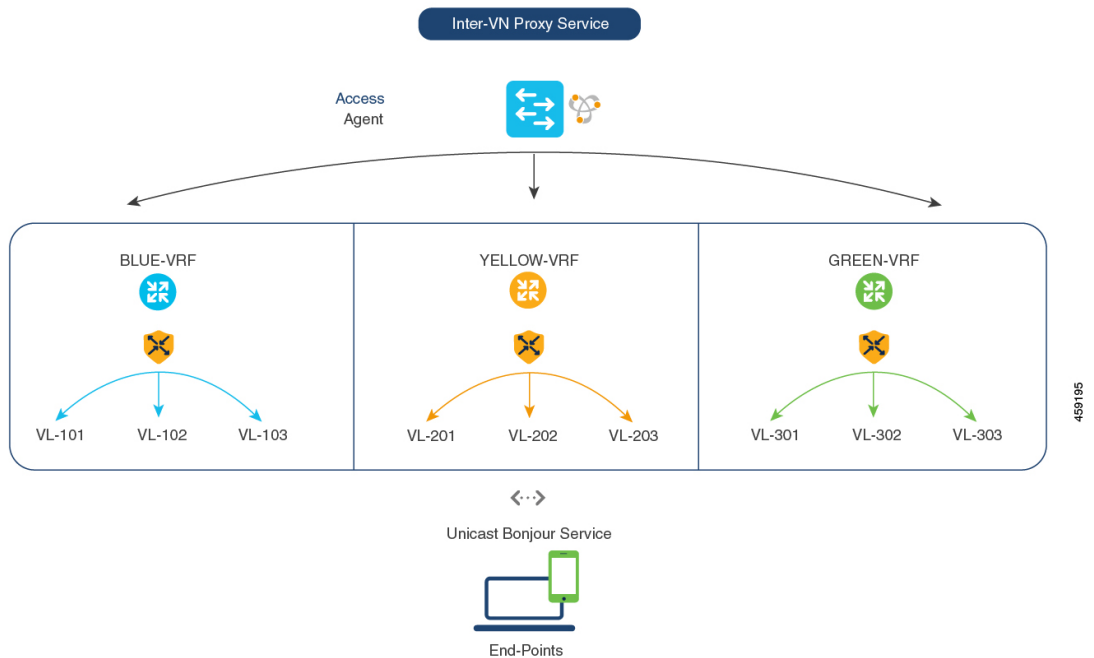 Inter-VN Proxy Service
Access
Agent
BLUE-VRF
YELLOW-VRF
GREEN-VRF
VL-101
VL-102
VL-103
VL-201
VL-202
VL-203
VL-301
VL-302
VL-303
459195
Unicast Bonjour Service
End-Points